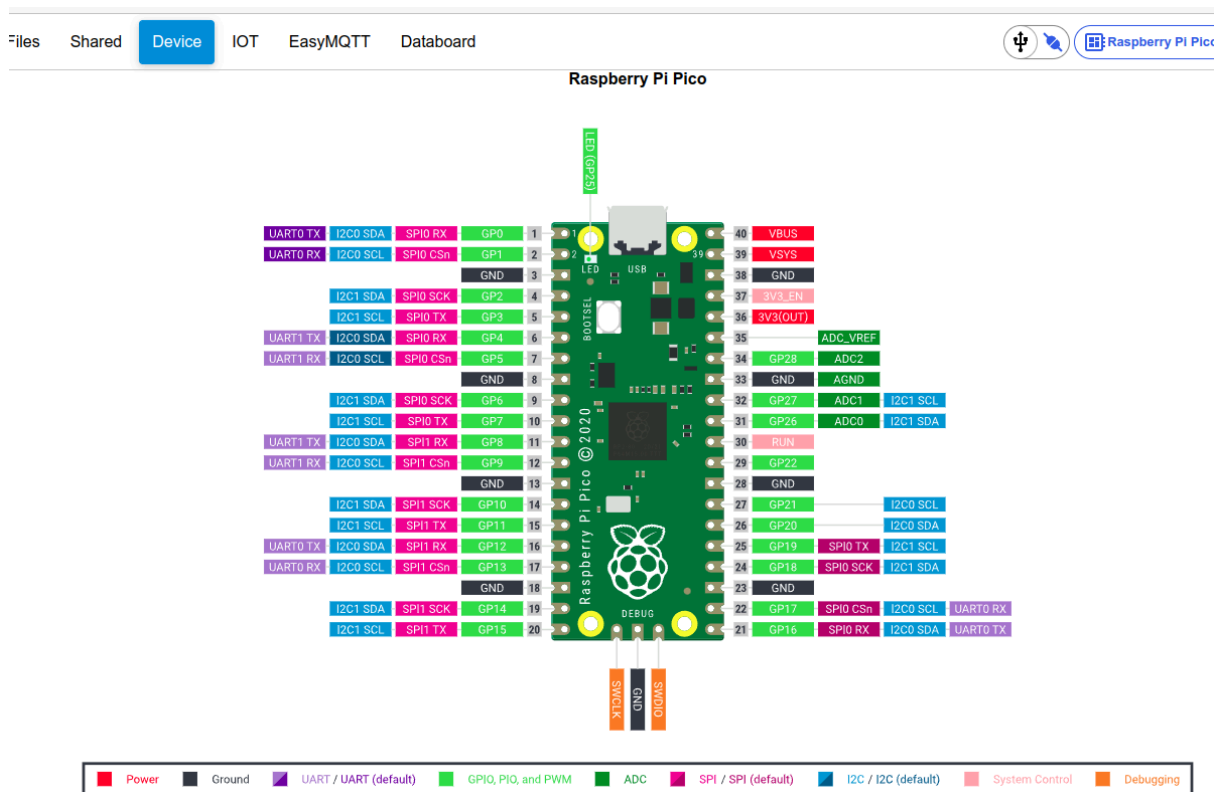 Files Shared Device IOT EasyMQTT Databoard Raspberry Pi Pico
Raspberry Pi Pico
LED (GP25)
UART0 TX I2C0 SDA SPI0 RX GP0 1 1 40 VBUS
UART0 RX I2C0 SCL SPI0 CSn GP1 2 2 39 39 VSYS
LED USB
GND 3 38 GND
I2C1 SDA SPI0 SCK GP2 4 37 3V3_EN
I2C1 SCL SPI0 TX GP3 5 36 3V3(OUT)
BOOTSEL
UART1 TX I2C0 SDA SPI0 RX GP4 6 35 ADC_VREF
UART1 RX I2C0 SCL SPI0 CSn GP5 7 34 GP28 ADC2
GND 8 33 GND AGND
I2C1 SDA SPI0 SCK GP6 9 32 GP27 ADC1 I2C1 SCL
I2C1 SCL SPI0 TX GP7 10 31 GP26 ADC0 I2C1 SDA
UART1 TX I2C0 SDA SPI1 RX GP8 11 30 RUN
UART1 RX I2C0 SCL SPI1 CSn GP9 12 29 GP22
GND 13 28 GND
I2C1 SDA SPI1 SCK GP10 14 27 GP21 I2C0 SCL
I2C1 SCL SPI1 TX GP11 15 26 GP20 I2C0 SDA
UART0 TX I2C0 SDA SPI1 RX GP12 16 25 GP19 SPI0 TX I2C1 SCL
UART0 RX I2C0 SCL SPI1 CSn GP13 17 24 GP18 SPI0 SCK I2C1 SDA
GND 18 23 GND
I2C1 SDA SPI1 SCK GP14 19 22 GP17 SPI0 CSn I2C0 SCL UART0 RX
I2C1 SCL SPI1 TX GP15 20 21 GP16 SPI0 RX I2C0 SDA UART0 TX
Raspberry Pi Pico ©2020
DEBUG
SWCLK GND SWDIO
Power Ground UART / UART (default) GPIO, PIO, and PWM ADC SPI / SPI (default) I2C / I2C (default) System Control Debugging